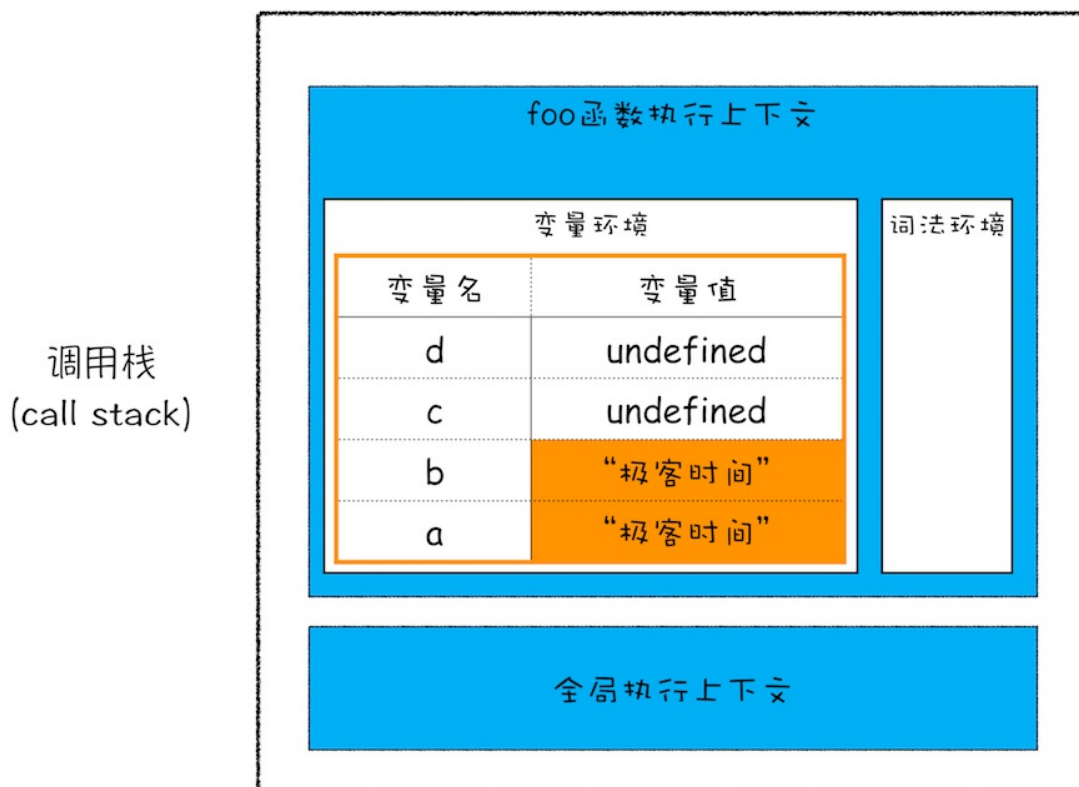 foo函数执行上下文
变量环境
词法环境
变量名 变量值
d undefined
c undefined
b “极客时间”
a “极客时间”
调用栈
(call stack)
全局执行上下文